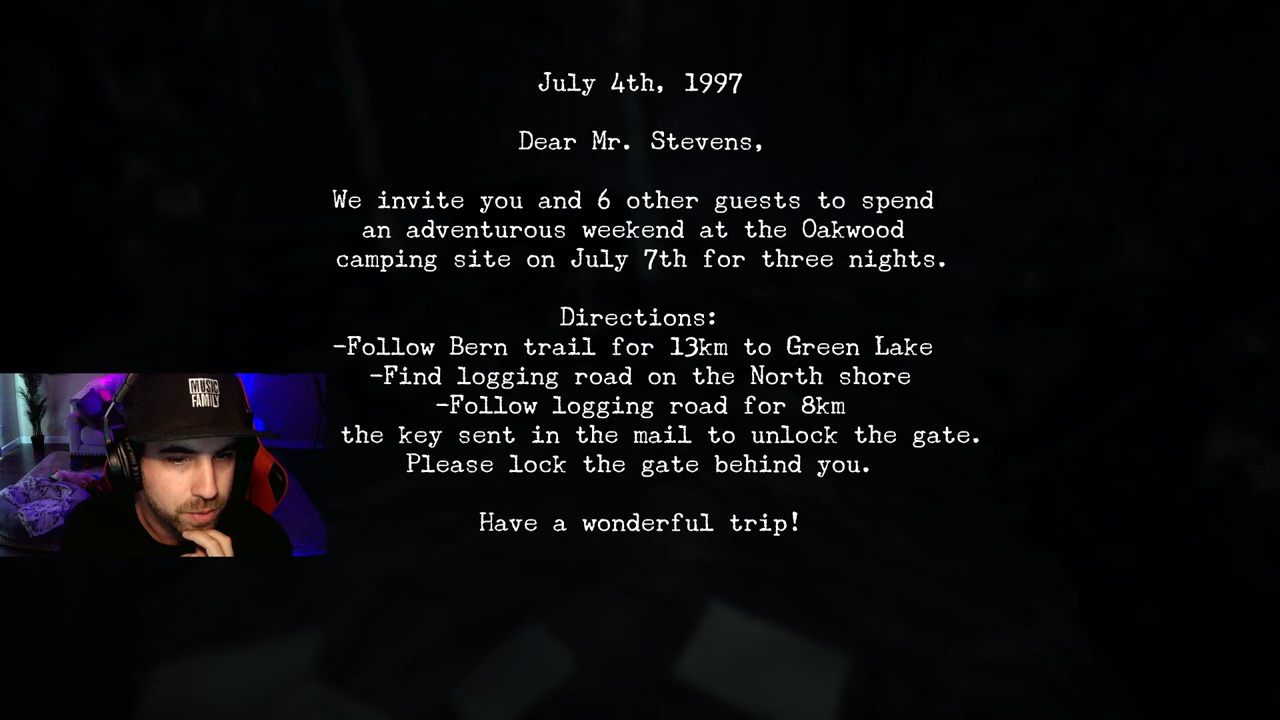 July 4th, 1997
Dear Mr. Stevens,
We invite you and 6 other guests to spend
an adventurous weekend at the Oakwood
camping site on July 7th for three nights.
Directions:
-Follow Bern trail for 13km to Green Lake
-Find logging road on the North shore
-Follow logging road for 8km
the key sent in the mail to unlock the gate.
Please lock the gate behind you.
Have a wonderful trip!
MUSIC
FAMILY